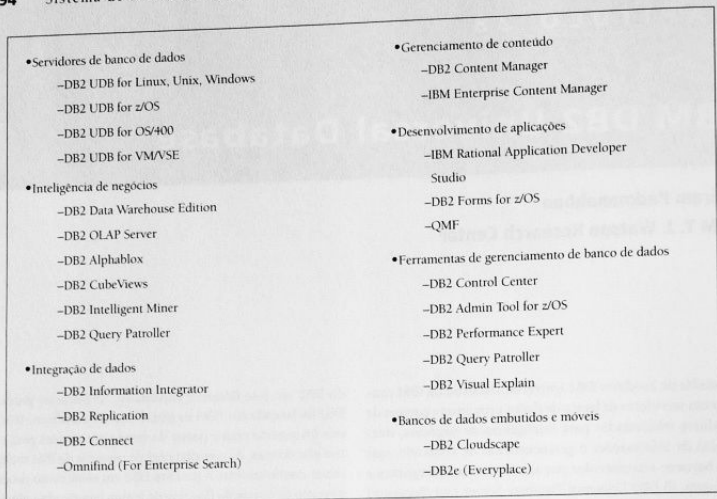 •Servidores de banco de dados
–DB2 UDB for Linux, Unix, Windows
–DB2 UDB for z/OS
–DB2 UDB for OS/400
–DB2 UDB for VM/VSE
•Inteligência de negócios
–DB2 Data Warehouse Edition
–DB2 OLAP Server
–DB2 Alphablox
–DB2 CubeViews
–DB2 Intelligent Miner
–DB2 Query Patroller
•Integração de dados
–DB2 Information Integrator
–DB2 Replication
–DB2 Connect
–Omnifind (For Enterprise Search)
•Gerenciamento de conteúdo
–DB2 Content Manager
–IBM Enterprise Content Manager
•Desenvolvimento de aplicações
–IBM Rational Application Developer
Studio
–DB2 Forms for z/OS
–QMF
•Ferramentas de gerenciamento de banco de dados
–DB2 Control Center
–DB2 Admin Tool for z/OS
–DB2 Performance Expert
–DB2 Query Patroller
–DB2 Visual Explain
•Bancos de dados embutidos e móveis
–DB2 Cloudscape
–DB2e (Everyplace)